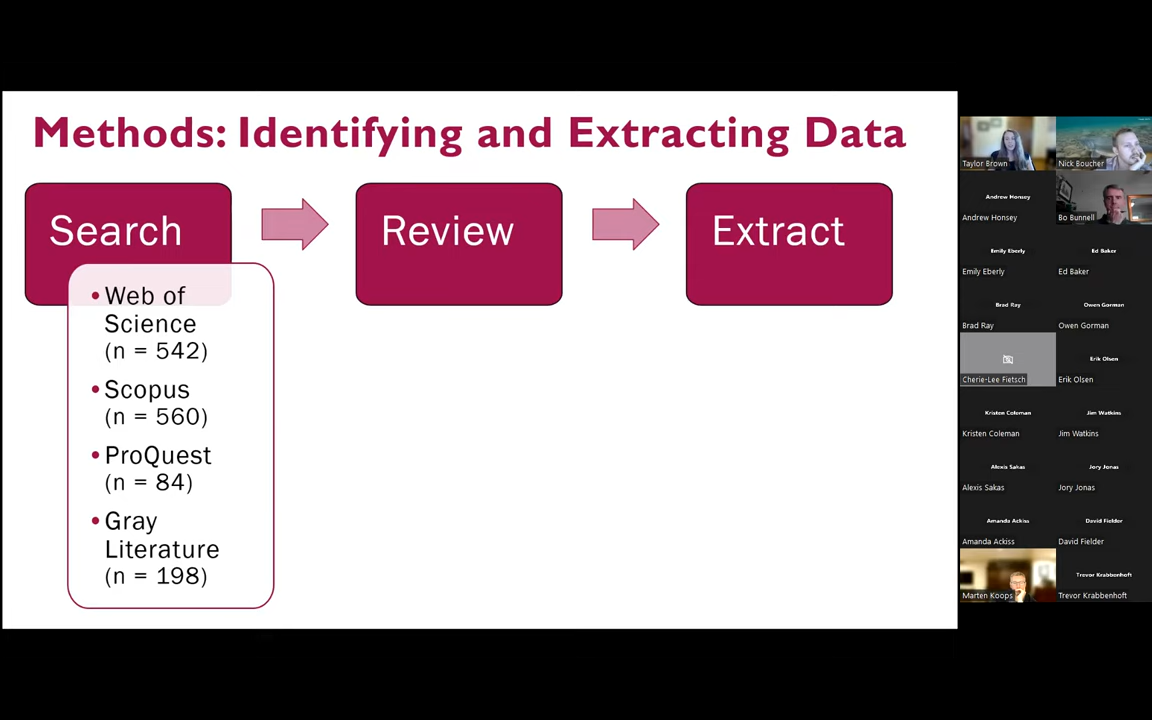 Methods: Identifying and Extracting Data
Search
Review
Extract
•Web of
Science
(n = 542)
•Scopus
(n = 560)
•ProQuest
(n = 84)
•Gray
Literature
(n = 198)
Taylor Brown
Nick Boucher
Andrew Honsey
Andrew Honsey
Bo Bunnell
Emily Eberly
Emily Eberly
Ed Baker
Ed Baker
Brad Ray
Brad Ray
Owen Gorman
Owen Gorman
Cherie-Lee Fietsch
Erik Olsen
Erik Olsen
Kristen Coleman
Kristen Coleman
Jim Watkins
Jim Watkins
Alexis Sakas
Alexis Sakas
Jory Jonas
Jory Jonas
Amanda Ackiss
Amanda Ackiss
David Fielder
David Fielder
Marten Koops
Trevor Krabbenhoft
Trevor Krabbenhoft